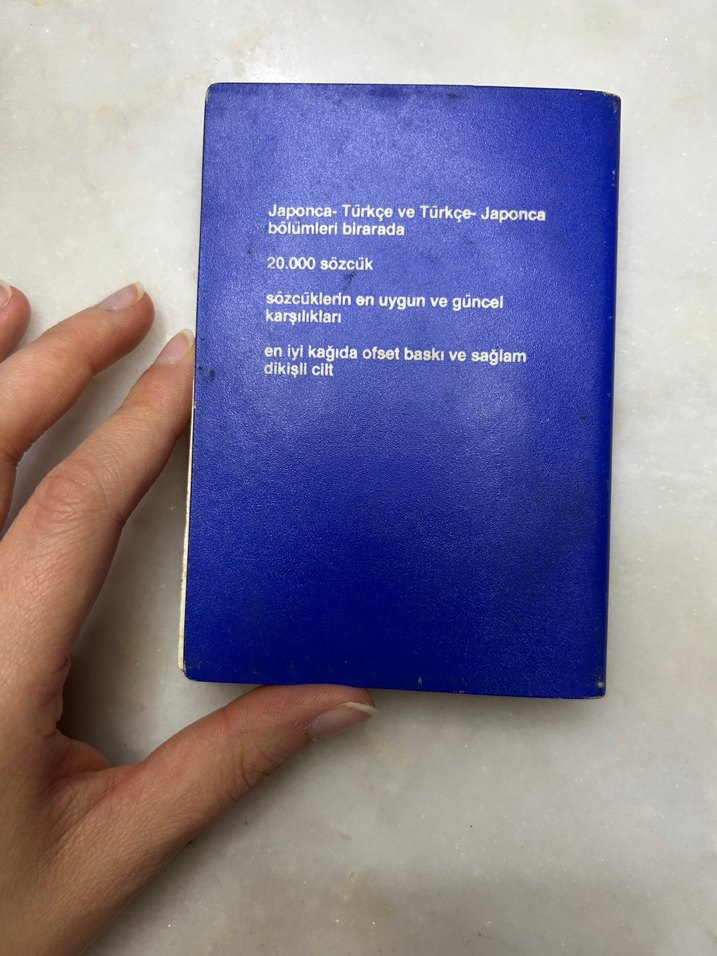 Japonca- Türkçe ve Türkçe- Japonca
bölümleri birarada
20.000 sözcük
sözcüklerin en uygun ve güncel
karşılıkları
en iyi kağıda ofset baskı ve sağlam
dikişli cilt